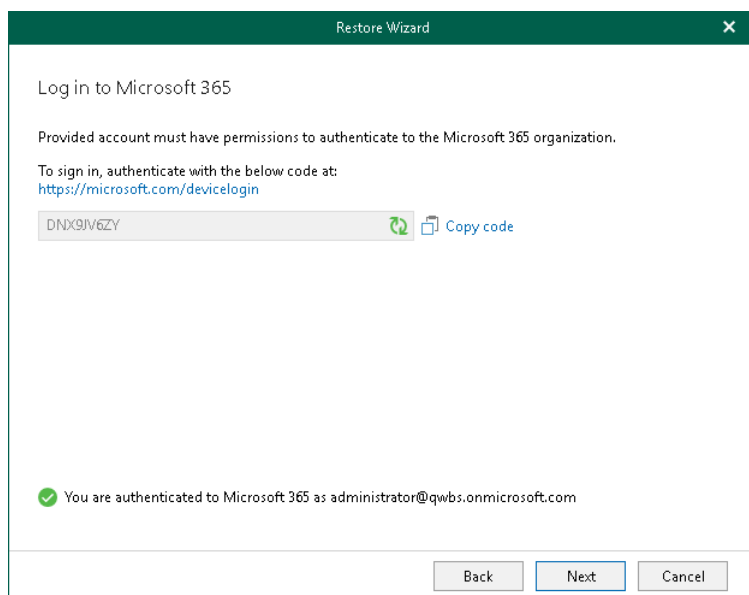 Restore Wizard
Log in to Microsoft 365
Provided account must have permissions to authenticate to the Microsoft 365 organization.
To sign in, authenticate with the below code at:
https://microsoft.com/devicelogin
DNX9JV6ZY
Copy code
You are authenticated to Microsoft 365 as administrator@qwbs.onmicrosoft.com
Back
Next
Cancel